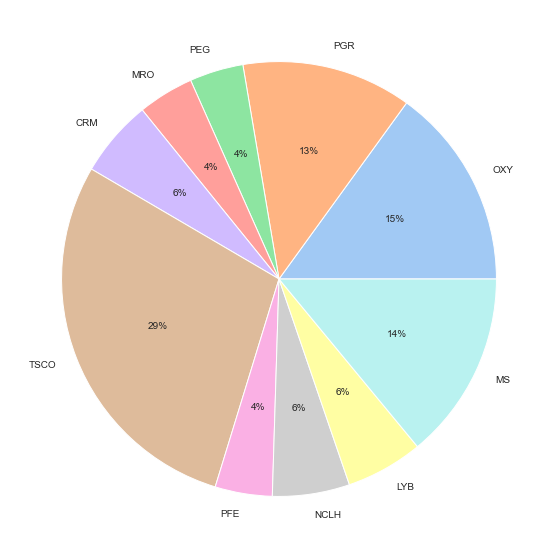 PEG
PGR
MRO
CRM
OXY
13%
4%
4%
6%
15%
29%
14%
TSCO
MS
6%
4%
6%
LYB
PFE
NCLH